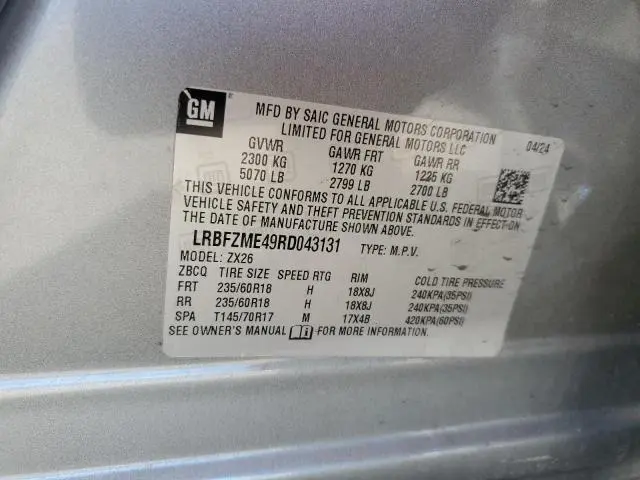 GM
MFD BY SAIC GENERAL MOTORS CORPORATION
LIMITED FOR GENERAL MOTORS LLC 04/24
GVWR GAWR FRT GAWR RR
2300 KG 1270 KG 1225 KG
5070 LB 2799 LB 2700 LB
THIS VEHICLE CONFORMS TO ALL APPLICABLE U.S. FEDERAL MOTOR
VEHICLE SAFETY AND THEFT PREVENTION STANDARDS IN EFFECT ON
THE DATE OF MANUFACTURE SHOWN ABOVE.
LRBFZME49RD043131 TYPE: M.P.V.
MODEL: ZX26
ZBCQ TIRE SIZE SPEED RTG RIM COLD TIRE PRESSURE
FRT 235/60R18 H 18X8J 240KPA(35PSI)
RR 235/60R18 H 18X8J 240KPA(35PSI)
SPA T145/70R17 M 17X4B 420KPA(60PSI)
SEE OWNER'S MANUAL FOR MORE INFORMATION.